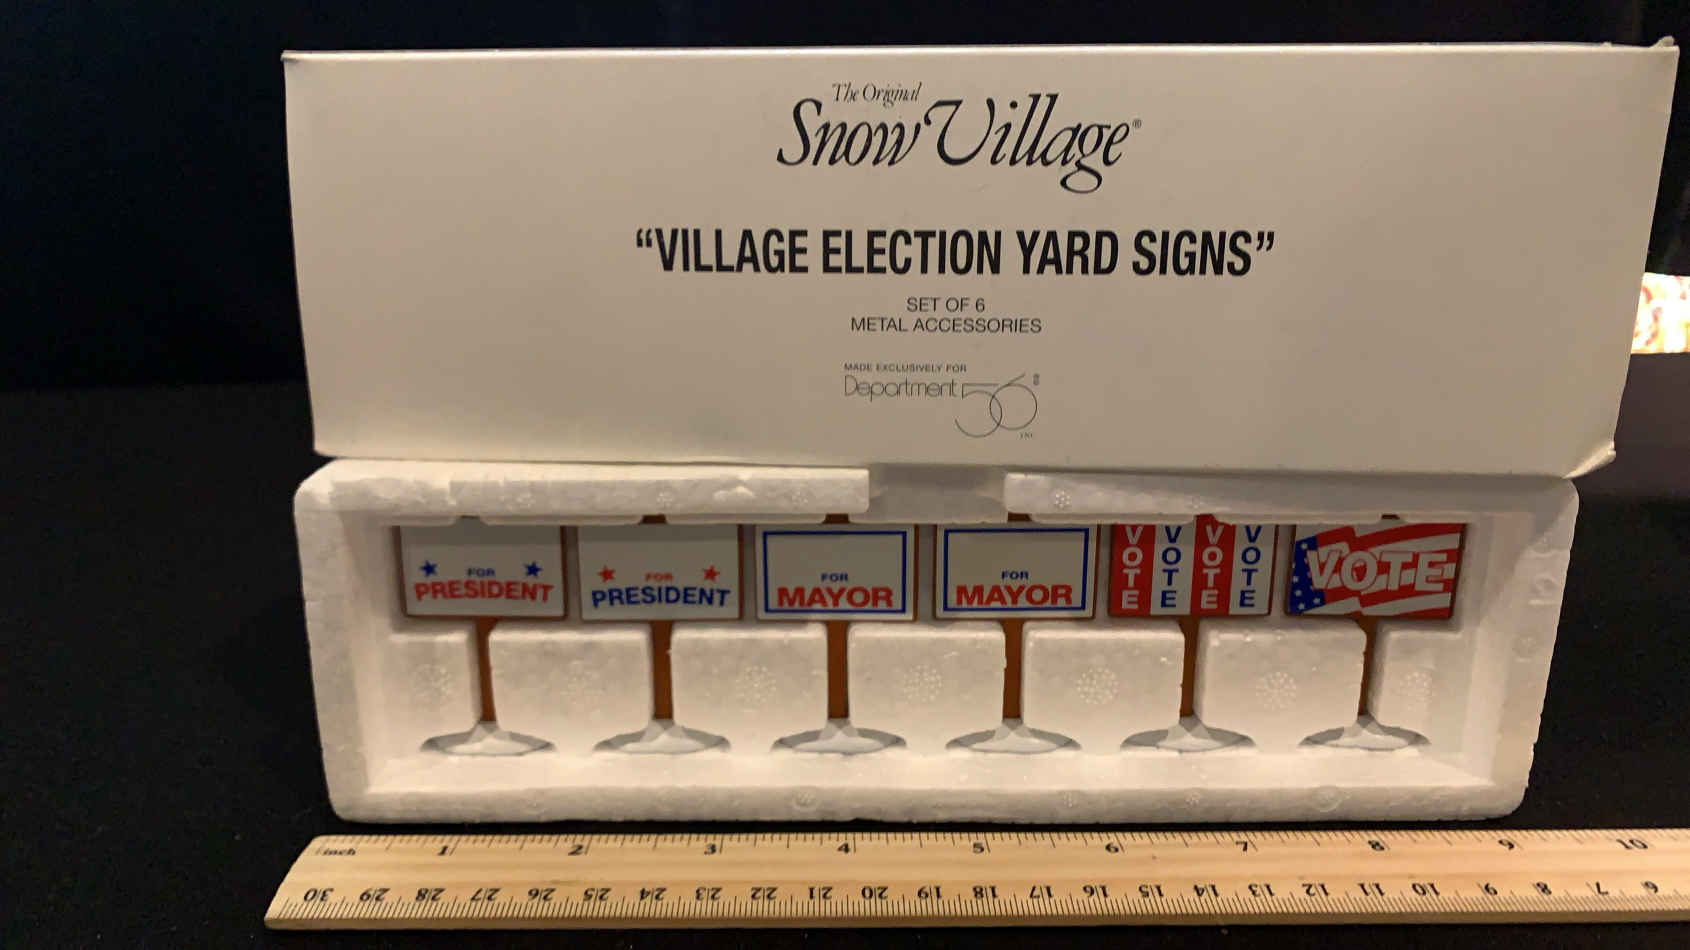 The Original
Snow Village®
“VILLAGE ELECTION YARD SIGNS”
SET OF 6
METAL ACCESSORIES
MADE EXCLUSIVELY FOR
Department 56®
INC
FOR
PRESIDENT
FOR
PRESIDENT
FOR
MAYOR
FOR
MAYOR
VOTE
VOTE
VOTE
VOTE
VOTE
inch 1 2 3 4 5 6 7 8 9 10
30 29 28 27 26 25 24 23 22 21 20 19 18 17 16 15 14 13 12 11 10 9 8 7 6